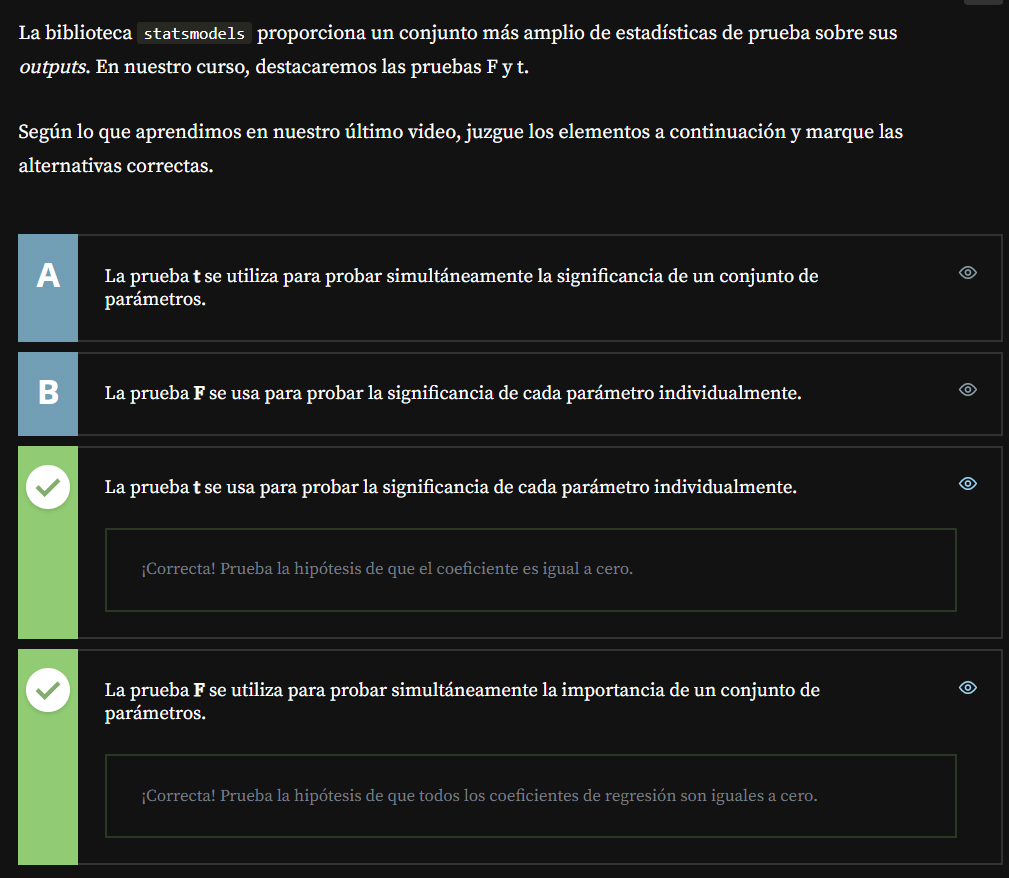 La biblioteca statsmodels proporciona un conjunto más amplio de estadísticas de prueba sobre sus
outputs. En nuestro curso, destacaremos las pruebas F y t.
Según lo que aprendimos en nuestro último video, juzgue los elementos a continuación y marque las
alternativas correctas.
A
La prueba t se utiliza para probar simultáneamente la significancia de un conjunto de
parámetros.
B
La prueba F se usa para probar la significancia de cada parámetro individualmente.
La prueba t se usa para probar la significancia de cada parámetro individualmente.
¡Correcta! Prueba la hipótesis de que el coeficiente es igual a cero.
La prueba F se utiliza para probar simultáneamente la importancia de un conjunto de
parámetros.
¡Correcta! Prueba la hipótesis de que todos los coeficientes de regresión son iguales a cero.